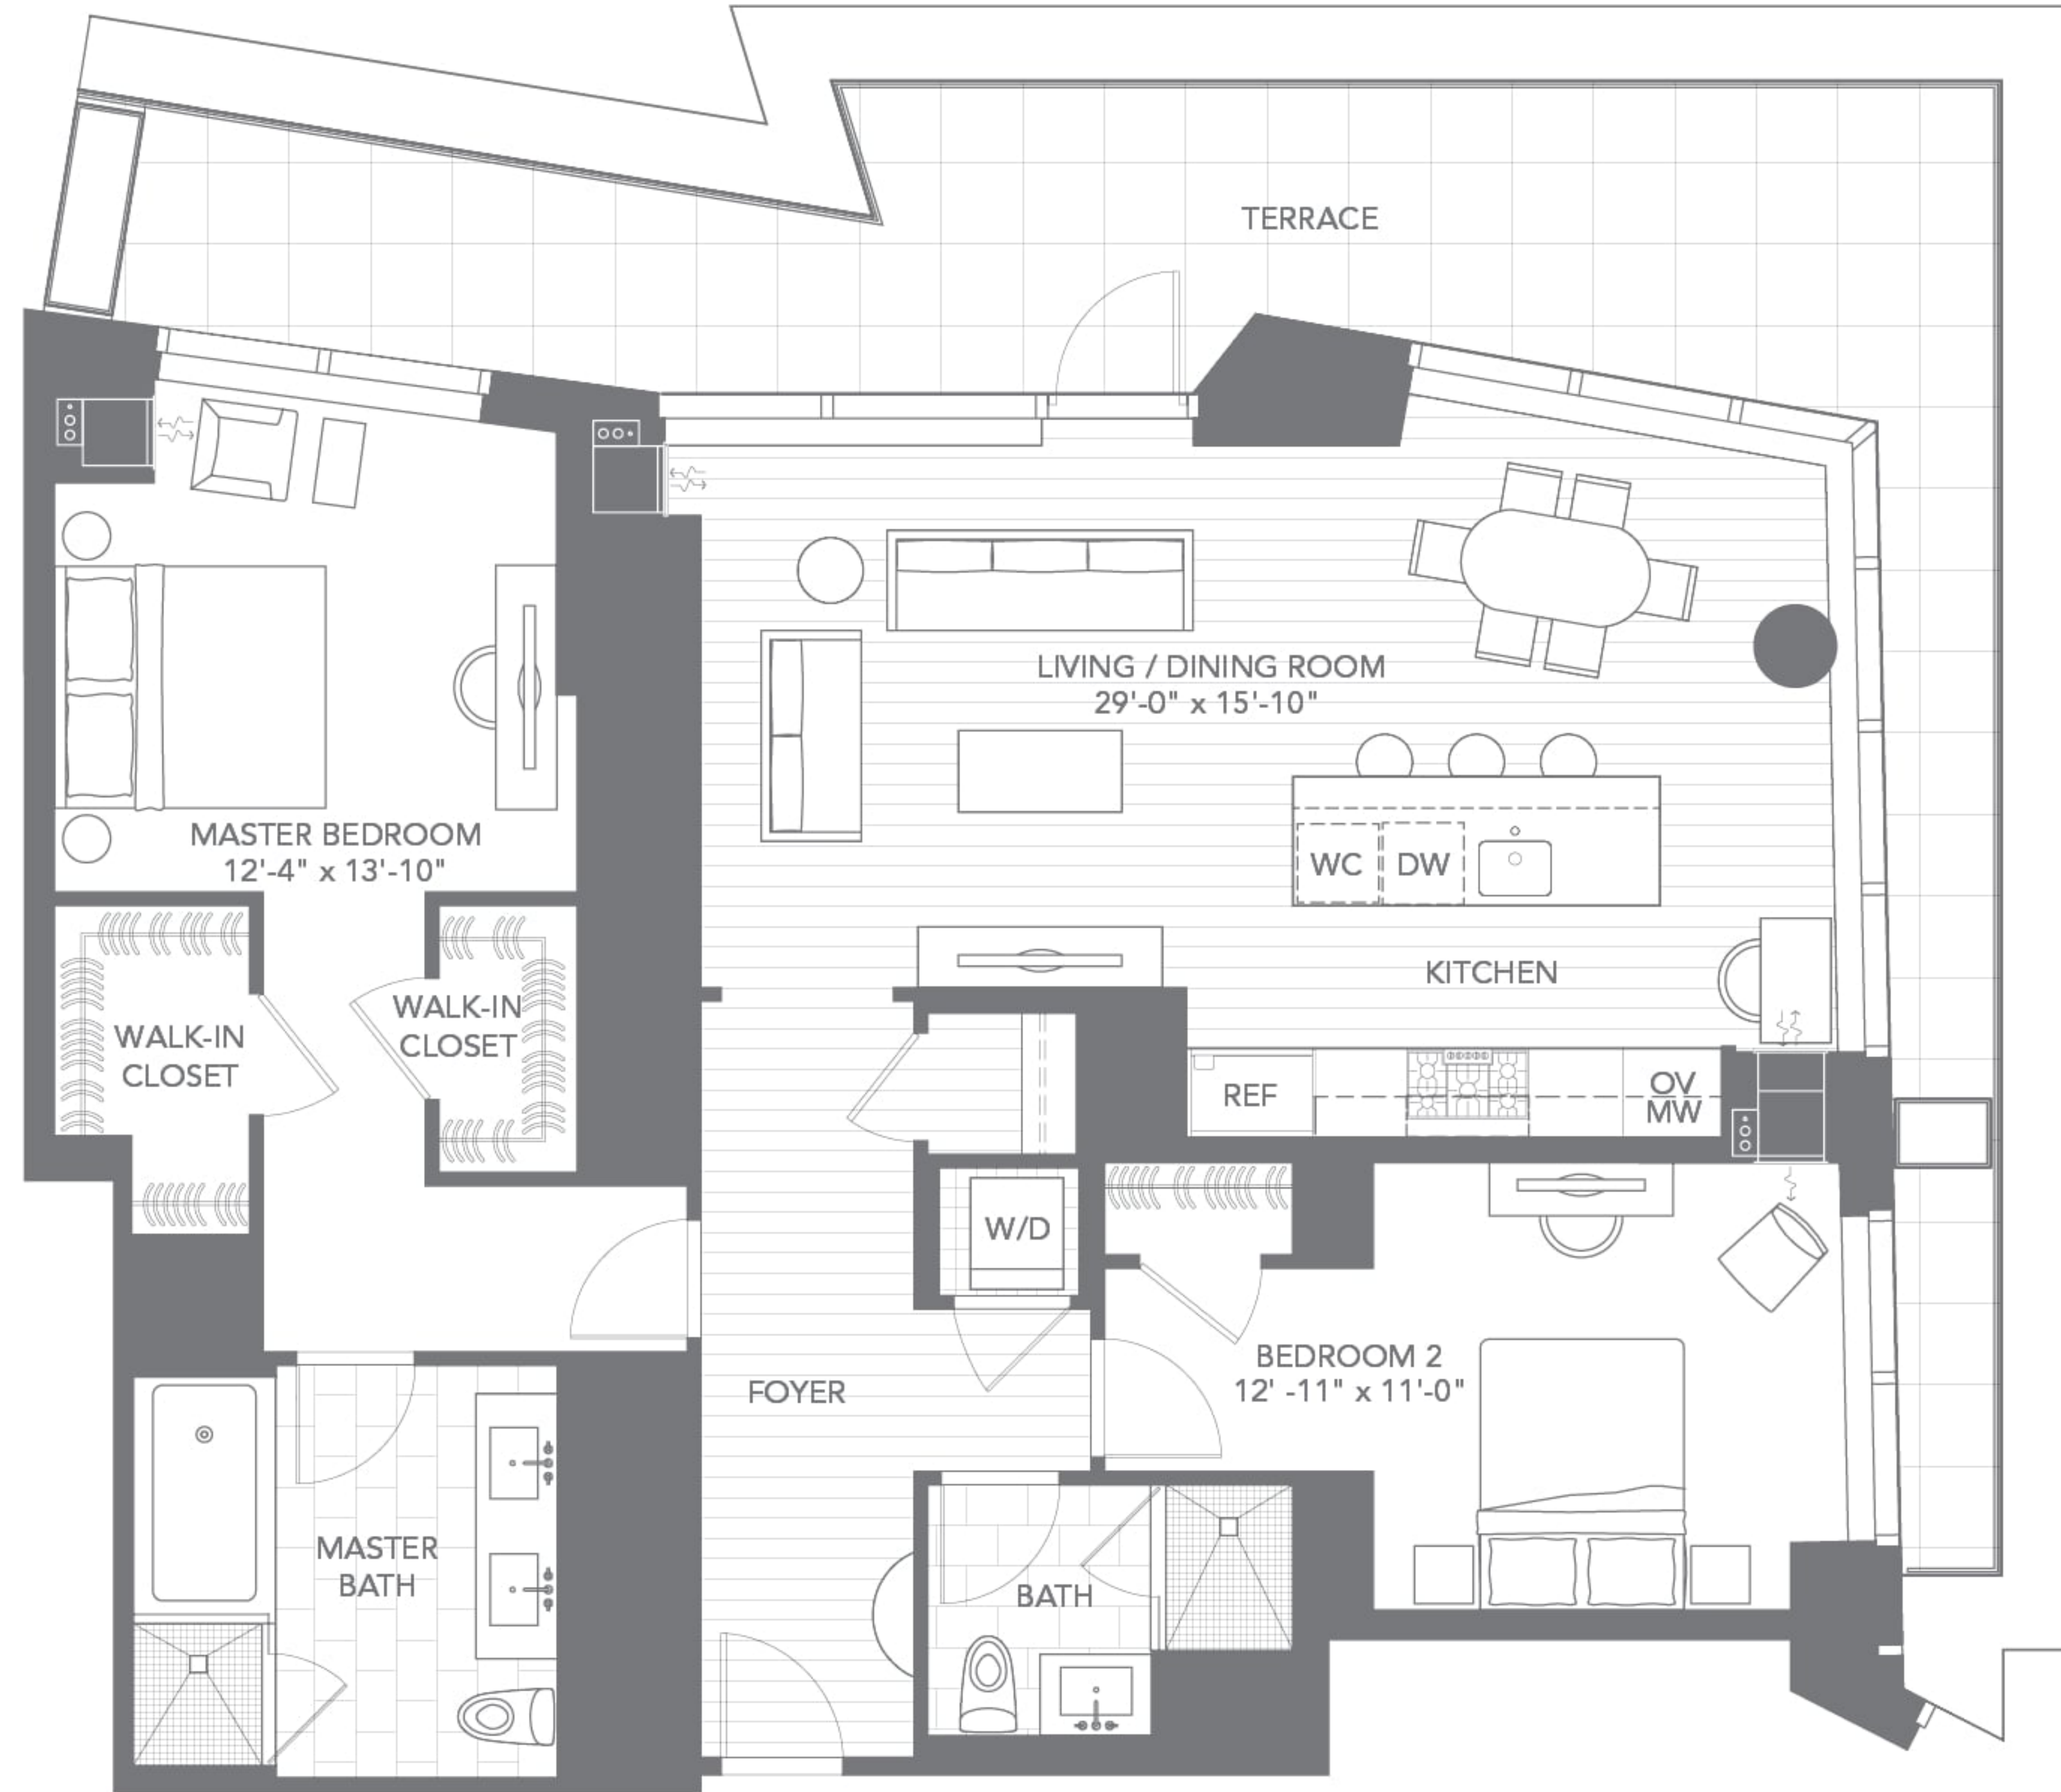 TERRACE
LIVING / DINING ROOM
29'-0" x 15'-10"
MASTER BEDROOM
12'-4" x 13'-10"
WC
DW
KITCHEN
WALK-IN
CLOSET
WALK-IN
CLOSET
REF
OV
MW
W/D
FOYER
BEDROOM 2
12' -11" x 11'-0"
MASTER
BATH
BATH